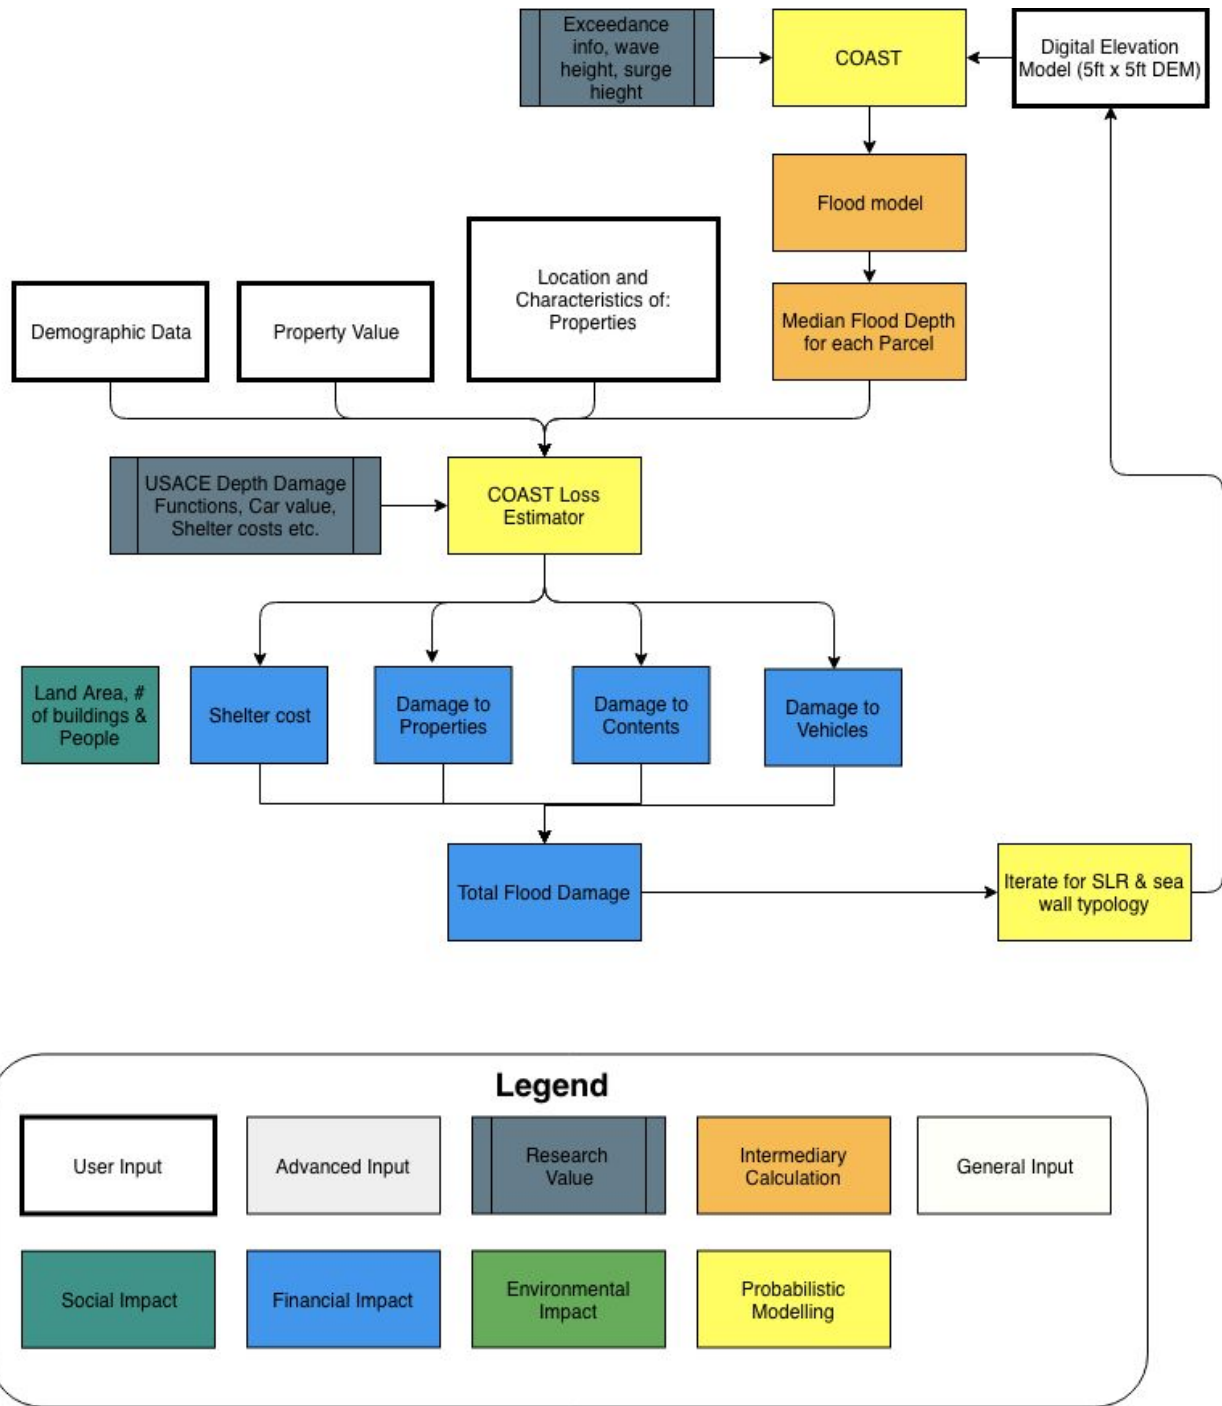 Exceedance
info, wave
height, surge
hieght
COAST
Digital Elevation
Model (5ft x 5ft DEM)
Flood model
Median Flood Depth
for each Parcel
Demographic Data
Property Value
Location and
Characteristics of:
Properties
USACE Depth Damage
Functions, Car value,
Shelter costs etc.
COAST Loss
Estimator
Land Area, #
of buildings &
People
Shelter cost
Damage to
Properties
Damage to
Contents
Damage to
Vehicles
Total Flood Damage
Iterate for SLR & sea
wall typology
Legend
User Input
Advanced Input
Research
Value
Intermediary
Calculation
General Input
Social Impact
Financial Impact
Environmental
Impact
Probabilistic
Modelling